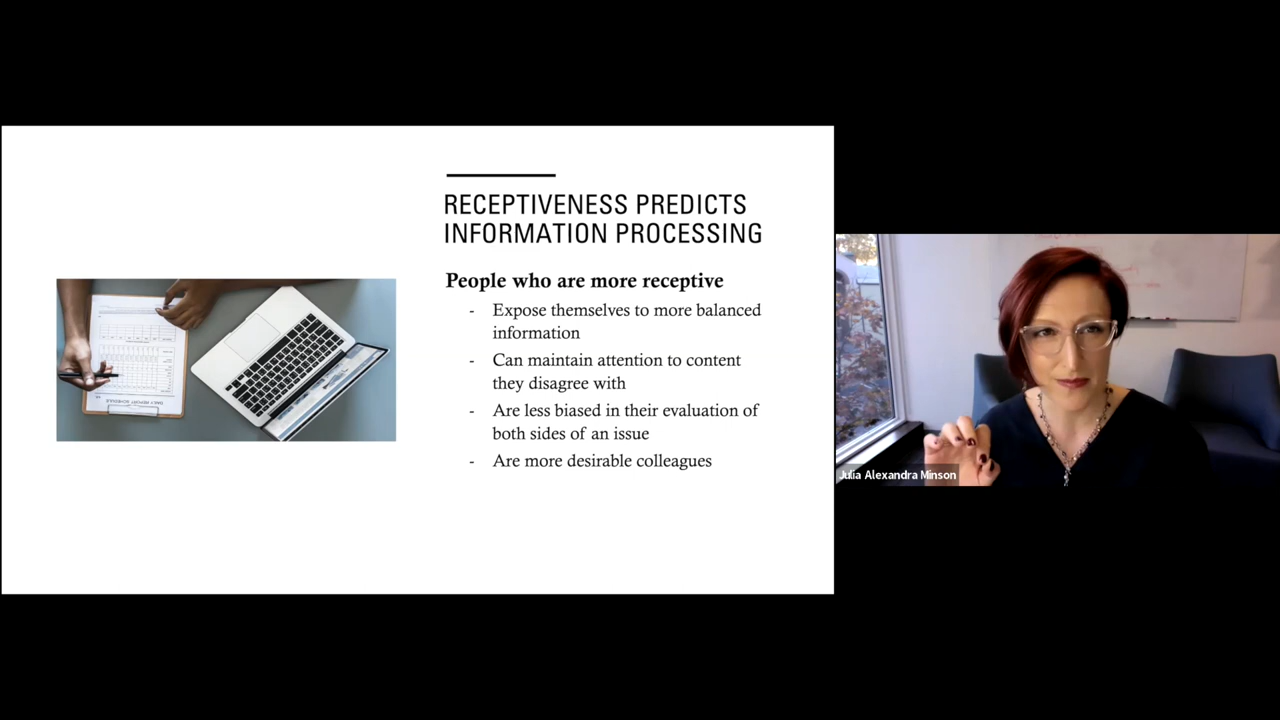 RECEPTIVENESS PREDICTS
INFORMATION PROCESSING
People who are more receptive
- Expose themselves to more balanced
information
- Can maintain attention to content
they disagree with
- Are less biased in their evaluation of
both sides of an issue
- Are more desirable colleagues
Julia Alexandra Minson